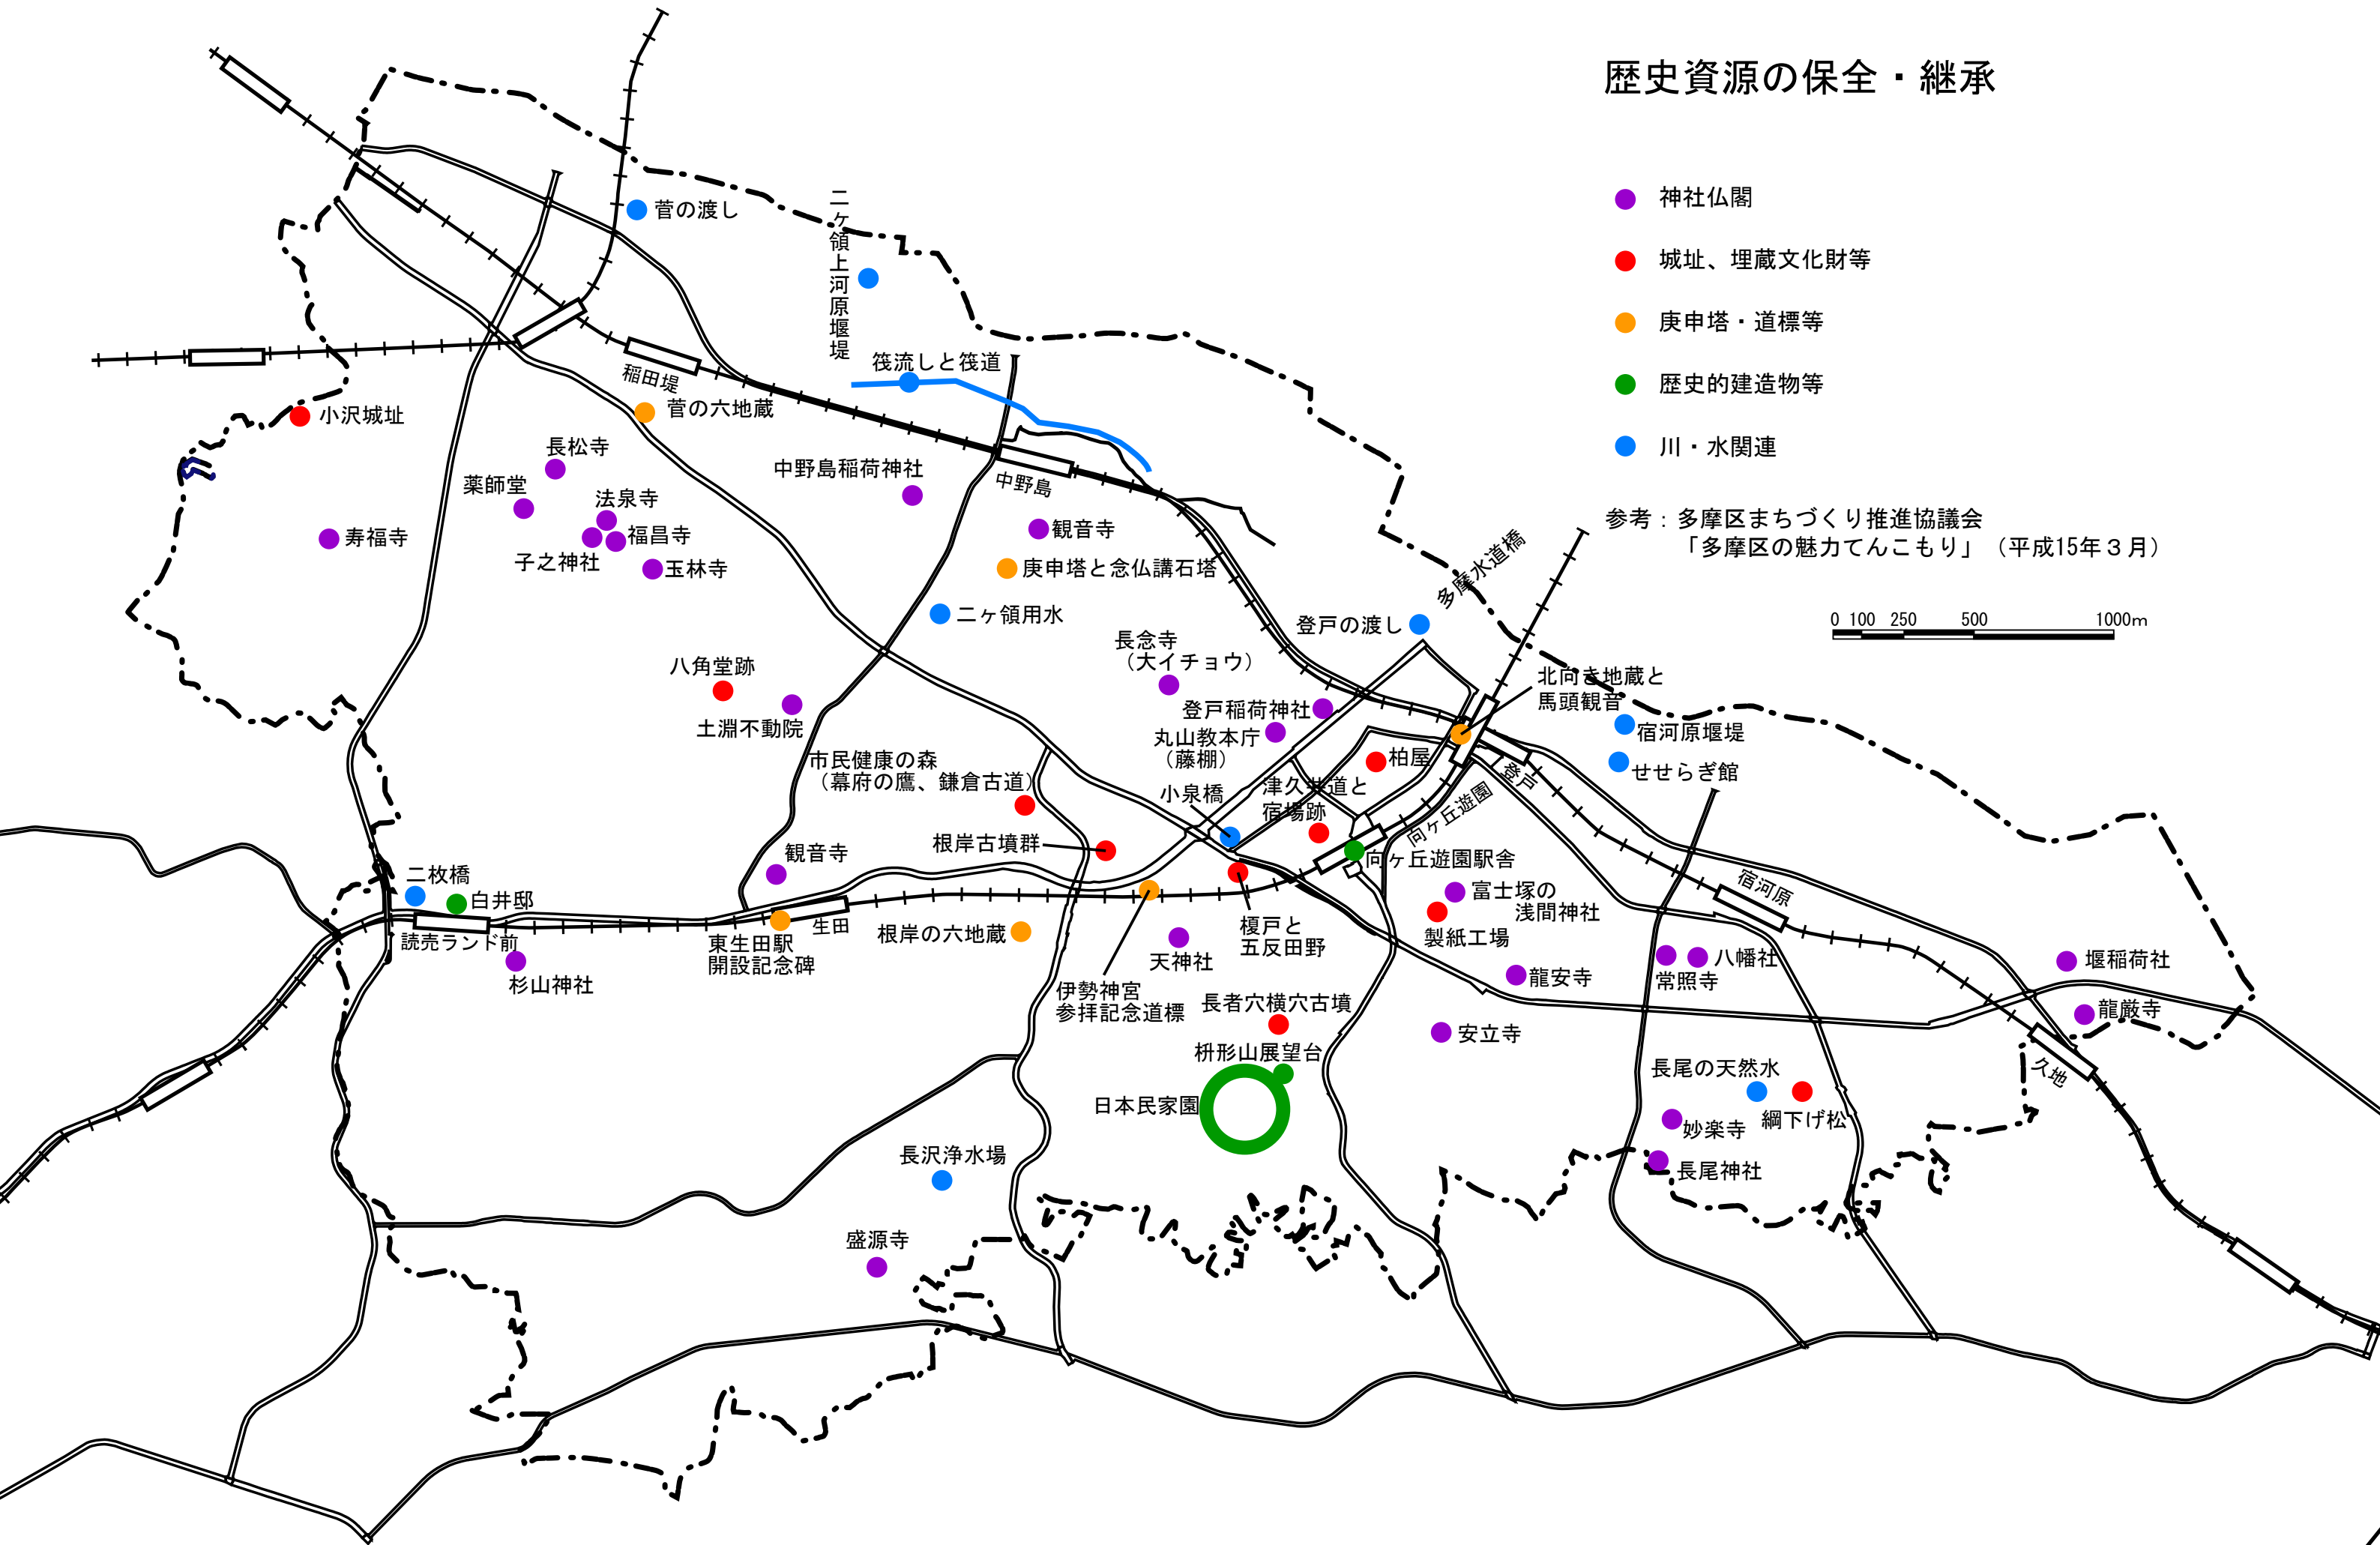 歴史資源の保全・継承
神社仏閣
城址、埋蔵文化財等
庚申塔・道標等
歴史的建造物等
川・水関連
参考：多摩区まちづくり推進協議会
「多摩区の魅力てんこもり」（平成15年３月）
0 100 250 500 1000m
菅の渡し
二ヶ領上河原堰堤
筏流しと筏道
稲田堤
菅の六地蔵
小沢城址
長松寺
薬師堂
法泉寺
福昌寺
子之神社
玉林寺
寿福寺
中野島稲荷神社
中野島
観音寺
庚申塔と念仏講石塔
二ヶ領用水
多摩水道橋
登戸の渡し
長念寺
（大イチョウ）
登戸稲荷神社
丸山教本庁
（藤棚）
北向き地蔵と
馬頭観音
宿河原堰堤
せせらぎ館
八角堂跡
土淵不動院
市民健康の森
（幕府の鷹、鎌倉古道）
小泉橋
津久井道と
宿場跡
柏屋
登戸
向ヶ丘遊園
根岸古墳群
観音寺
向ヶ丘遊園駅舎
二枚橋
白井邸
読売ランド前
杉山神社
東生田駅
開設記念碑
生田
根岸の六地蔵
天神社
榎戸と
五反田野
富士塚の
浅間神社
製紙工場
宿河原
伊勢神宮
参拝記念道標
長者穴横穴古墳
龍安寺
常照寺
八幡社
堰稲荷社
龍厳寺
安立寺
枡形山展望台
日本民家園
長尾の天然水
綱下げ松
妙楽寺
長尾神社
久地
長沢浄水場
盛源寺